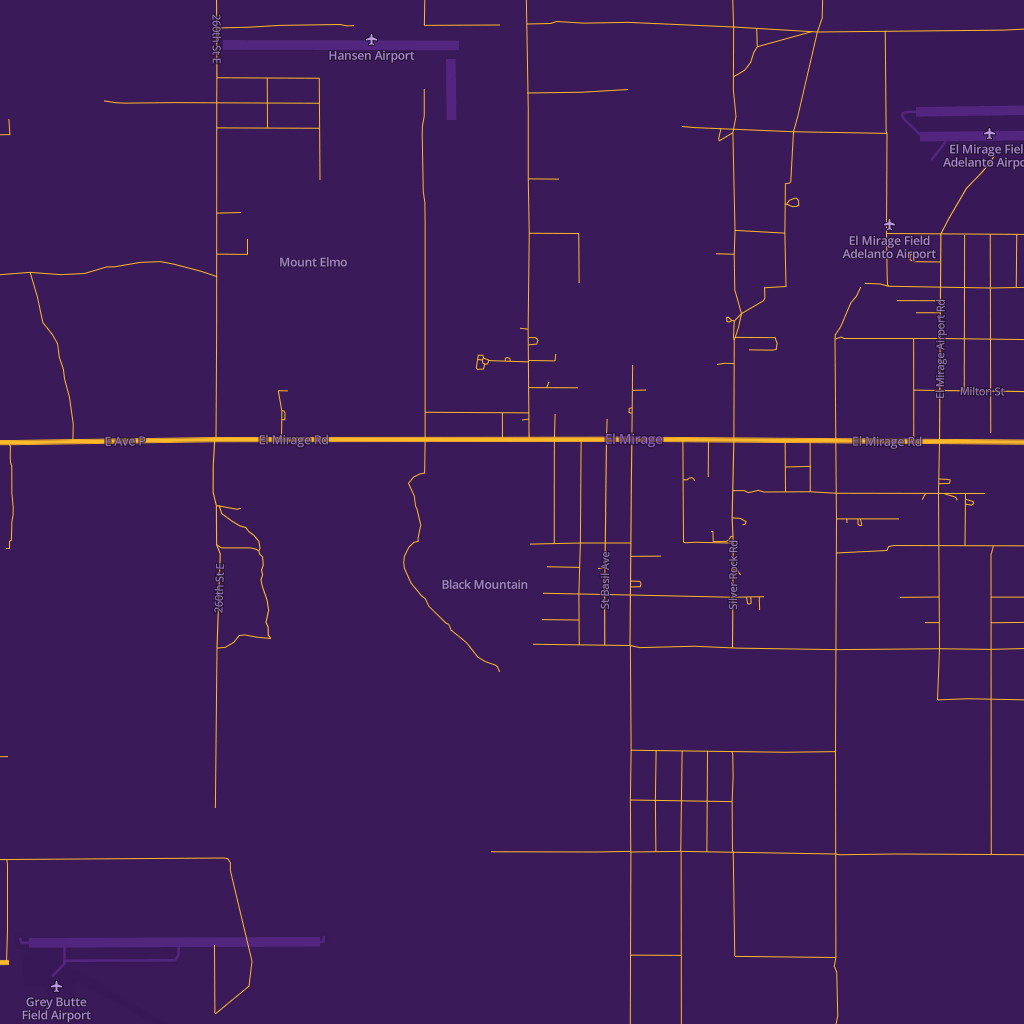 260th St E
Hansen Airport
El Mirage Fiel
Adelanto Airpo
El Mirage Field
Adelanto Airport
Mount Elmo
El Mirage Airport Rd
Milton St
E Ave P
El Mirage Rd
El Mirage
El Mirage Rd
260th St E
Black Mountain
St Basil Ave
Silver Rock Rd
Grey Butte
Field Airport